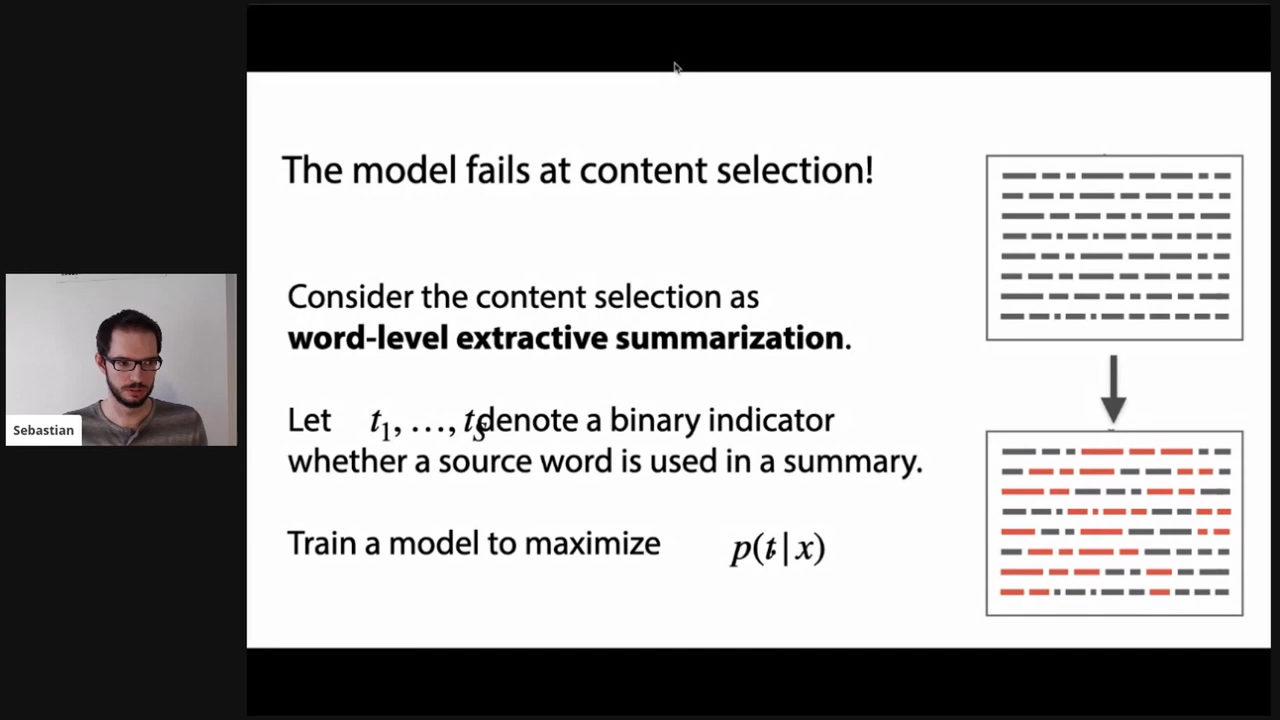 The model fails at content selection!
Consider the content selection as
word-level extractive summarization.
Let t₁, …, tₛ denote a binary indicator
whether a source word is used in a summary.
Train a model to maximize p(t|x)
Sebastian